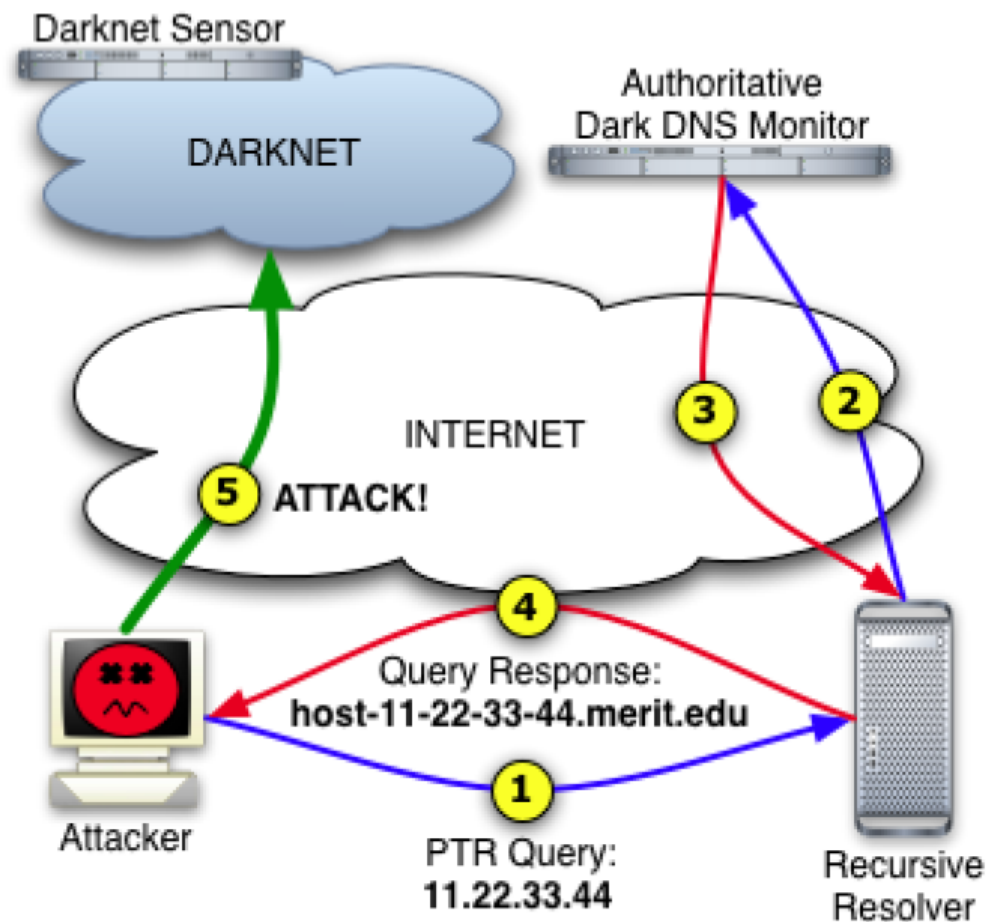 Darknet Sensor
DARKNET
Authoritative
Dark DNS Monitor
INTERNET
3
2
5
ATTACK!
4
Query Response:
host-11-22-33-44.merit.edu
1
PTR Query:
11.22.33.44
Attacker
Recursive
Resolver